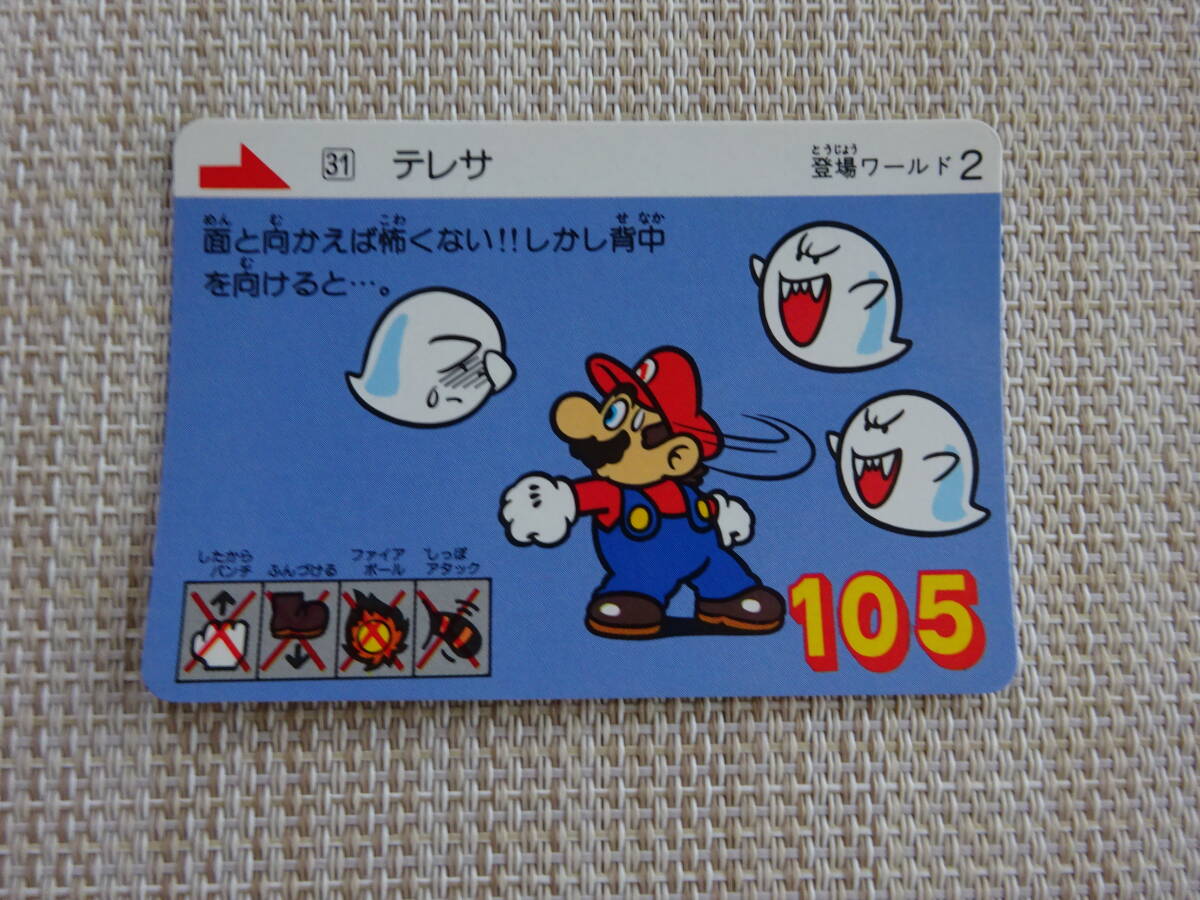 31 テレサ
登場ワールド2
とうじょう
めん む こわ せ なか
面と向かえば怖くない!!しかし背中
む
を向けると…。
したから
パンチ
ふんづける
ファイア
ボール
しっぽ
アタック
M
105